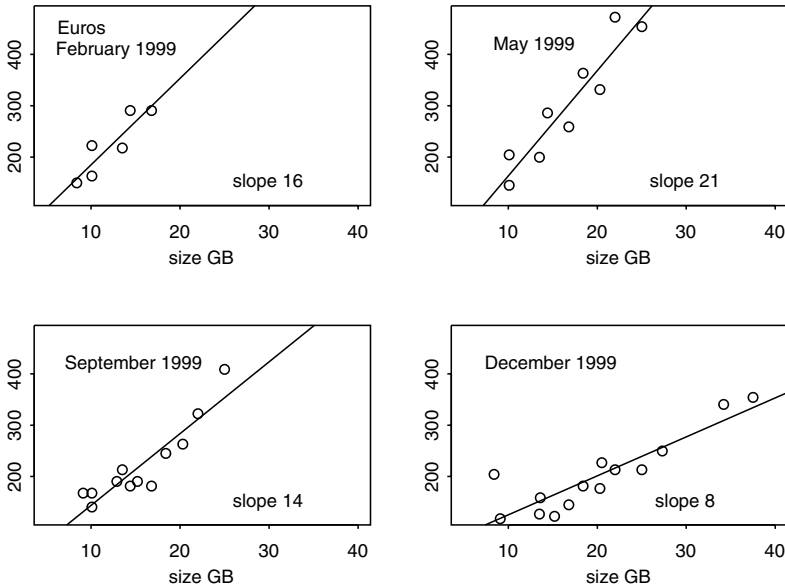 Euros
February 1999
400
300
200
slope 16
10 20 30 40
size GB
May 1999
400
300
200
slope 21
10 20 30 40
size GB
September 1999
400
300
200
slope 14
10 20 30 40
size GB
December 1999
400
300
200
slope 8
10 20 30 40
size GB